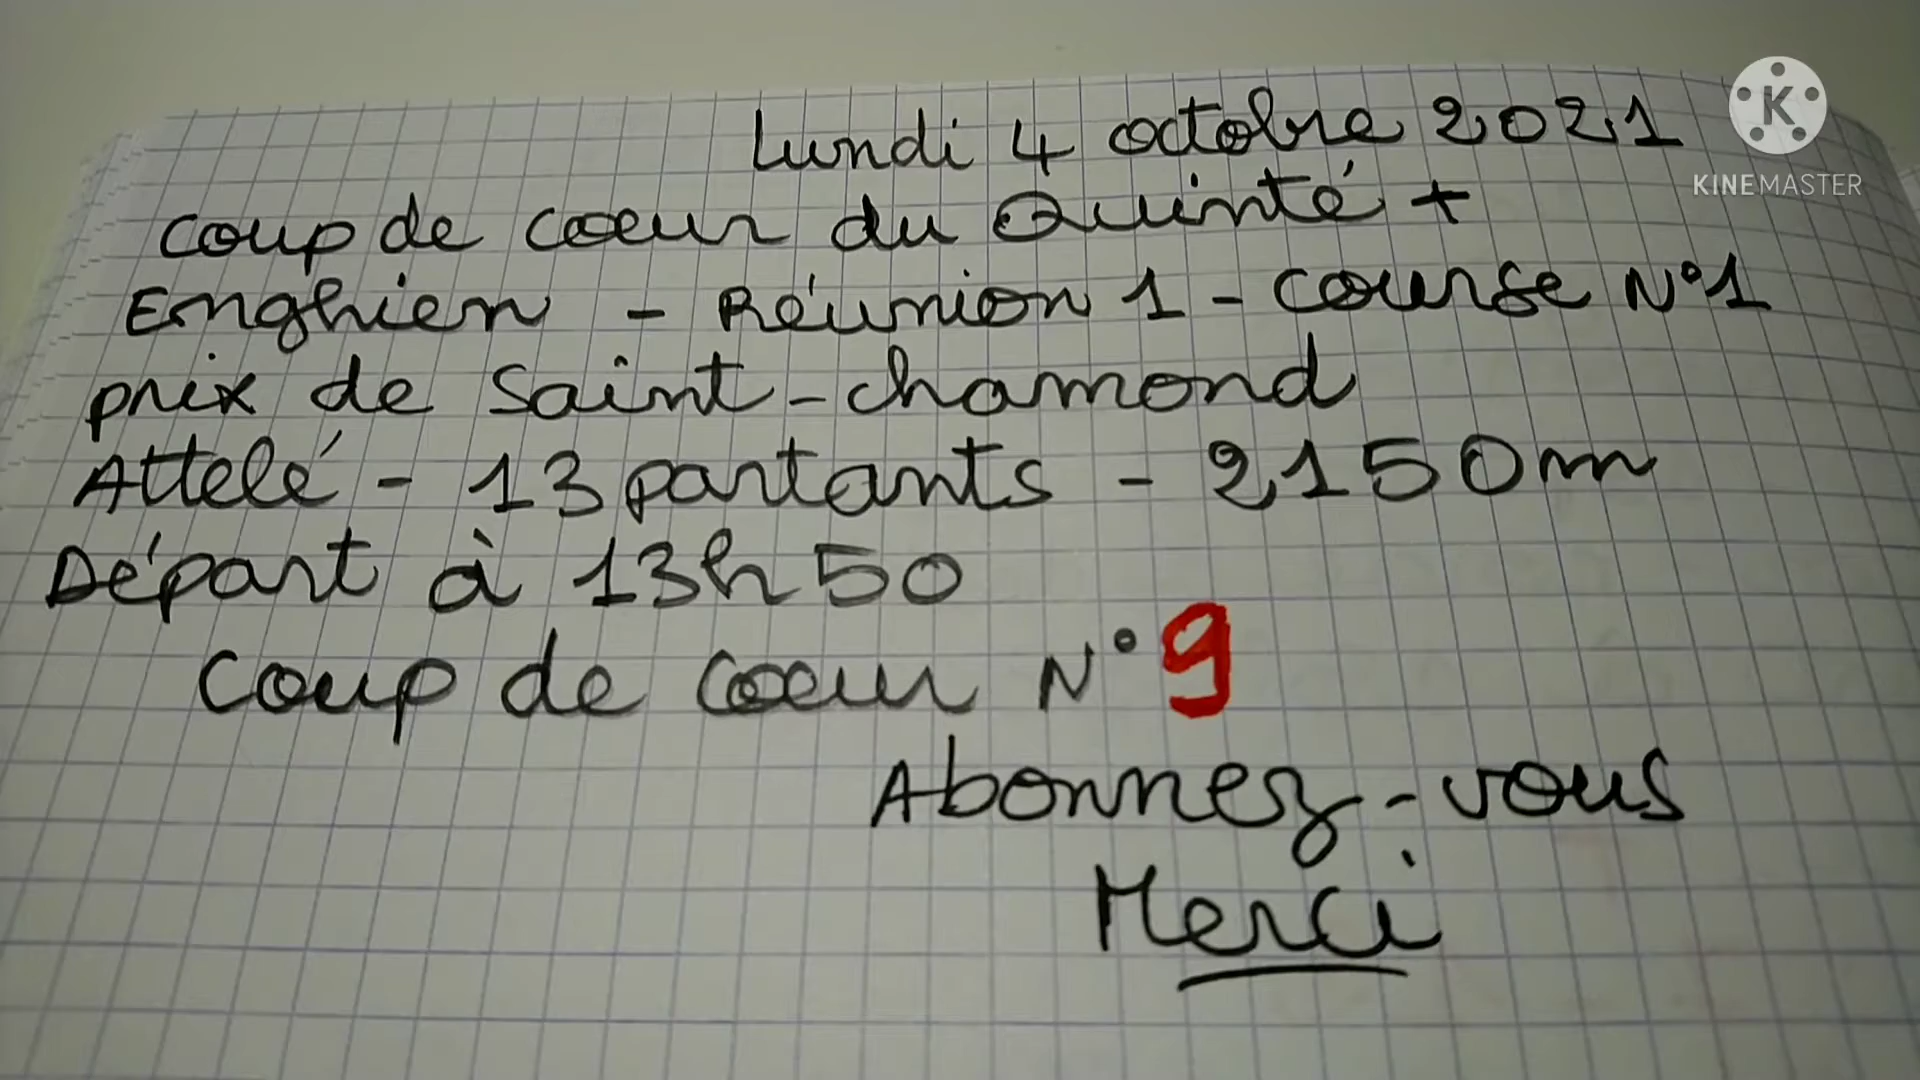 Lundi 4 octobre 2021
Coup de coeur du Quinté +
Enghien - Réunion 1 - Course N°1
prix de Saint-chamond
Attelé - 13 partants - 2150m
Départ à 13h50
Coup de coeur N° 9
Abonnez-vous
Merci
K
KINEMASTER